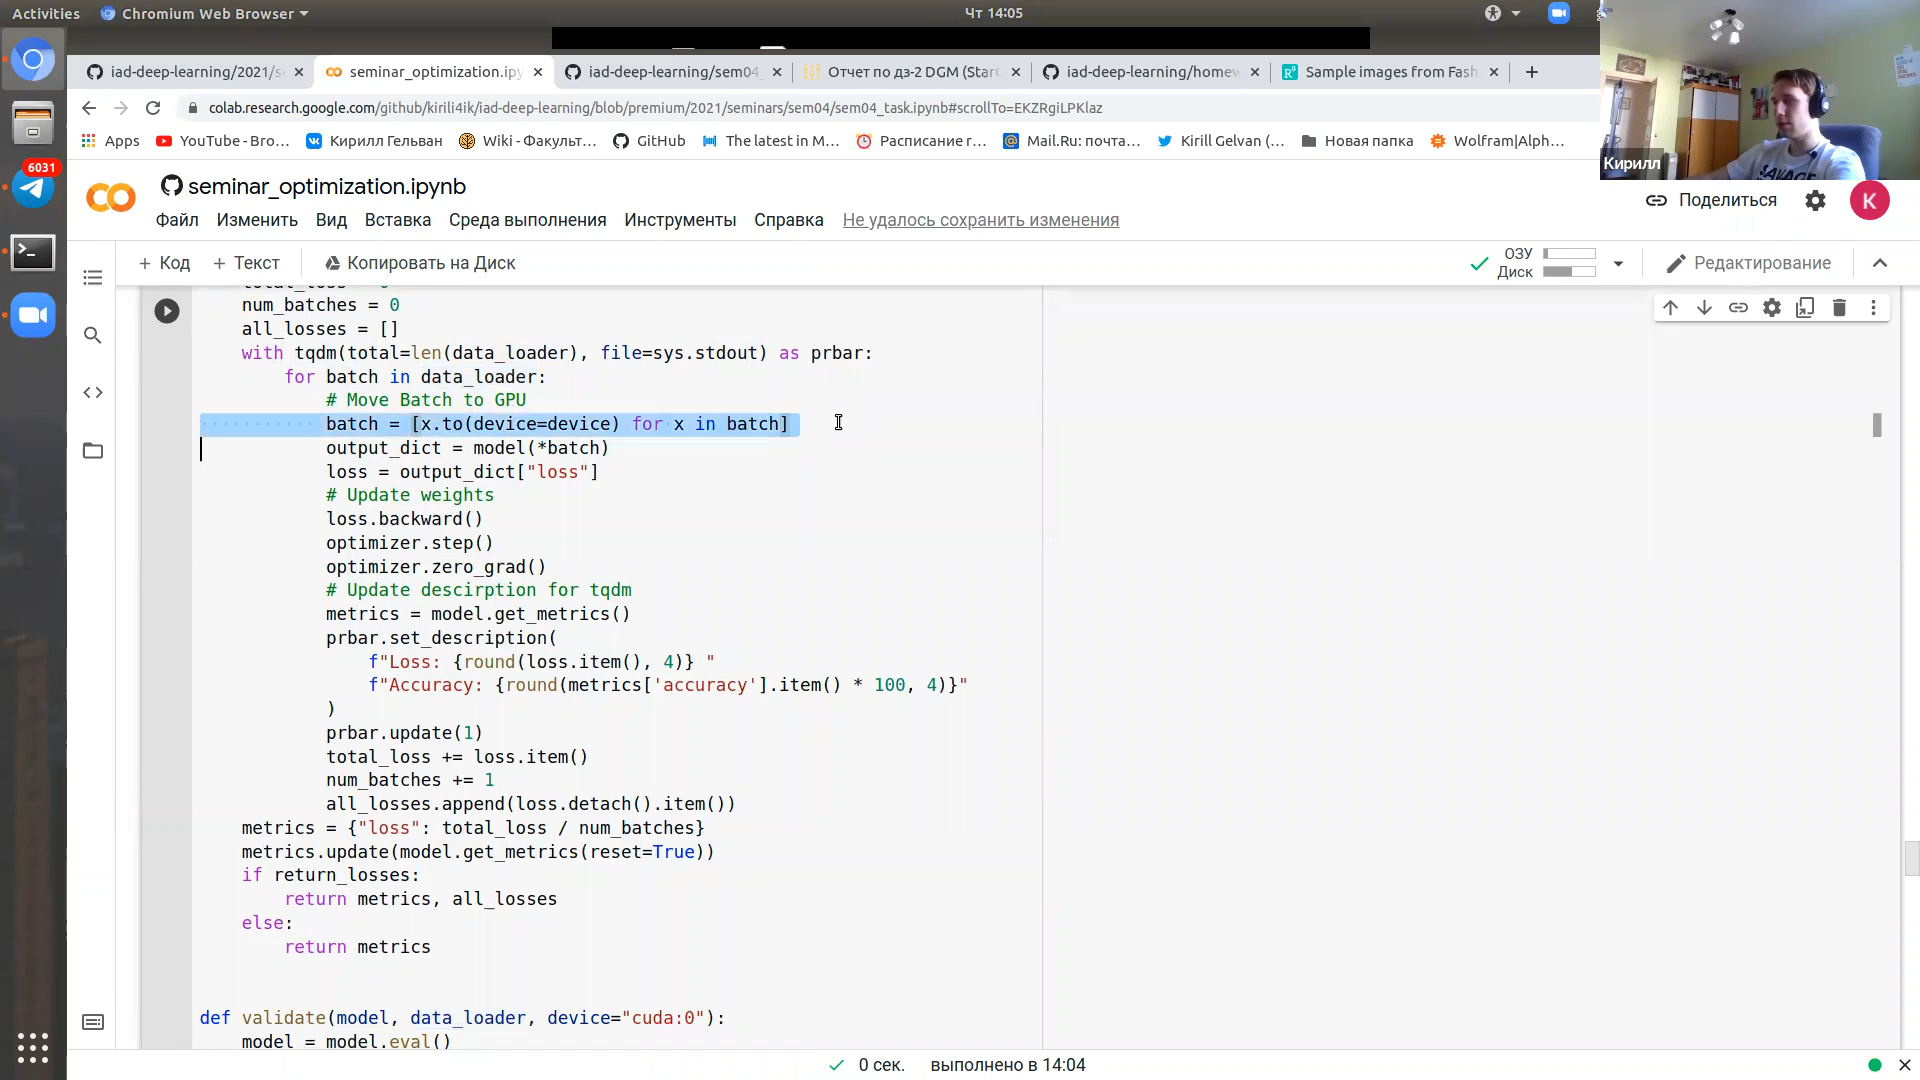 Activities
Chromium Web Browser
Чт 14:05
iad-deep-learning/2021/s
seminar_optimization.ipy
iad-deep-learning/sem04_
Отчет по дз-2 DGM (Star
iad-deep-learning/homew
Sample images from Fash
colab.research.google.com/github/kirili4ik/iad-deep-learning/blob/premium/2021/seminars/sem04/sem04_task.ipynb#scrollTo=EKZRgiLPKlaz
Apps
YouTube - Bro...
Кирилл Гельван
Wiki - Факульт...
GitHub
The latest in M...
Расписание г...
Mail.Ru: почта...
Kirill Gelvan (...
Новая папка
Wolfram|Alph...
Кирилл
6031
seminar_optimization.ipynb
Файл Изменить Вид Вставка Среда выполнения Инструменты Справка Не удалось сохранить изменения
Поделиться
K
+ Код + Текст
Копировать на Диск
ОЗУ
Диск
Редактирование
num_batches = 0
all_losses = []
with tqdm(total=len(data_loader), file=sys.stdout) as prbar:
for batch in data_loader:
# Move Batch to GPU
batch = [x.to(device=device) for x in batch]
output_dict = model(*batch)
loss = output_dict["loss"]
# Update weights
loss.backward()
optimizer.step()
optimizer.zero_grad()
# Update descirption for tqdm
metrics = model.get_metrics()
prbar.set_description(
f"Loss: {round(loss.item(), 4)} "
f"Accuracy: {round(metrics['accuracy'].item() * 100, 4)}"
)
prbar.update(1)
total_loss += loss.item()
num_batches += 1
all_losses.append(loss.detach().item())
metrics = {"loss": total_loss / num_batches}
metrics.update(model.get_metrics(reset=True))
if return_losses:
return metrics, all_losses
else:
return metrics
def validate(model, data_loader, device="cuda:0"):
model = model.eval()
0 сек. выполнено в 14:04